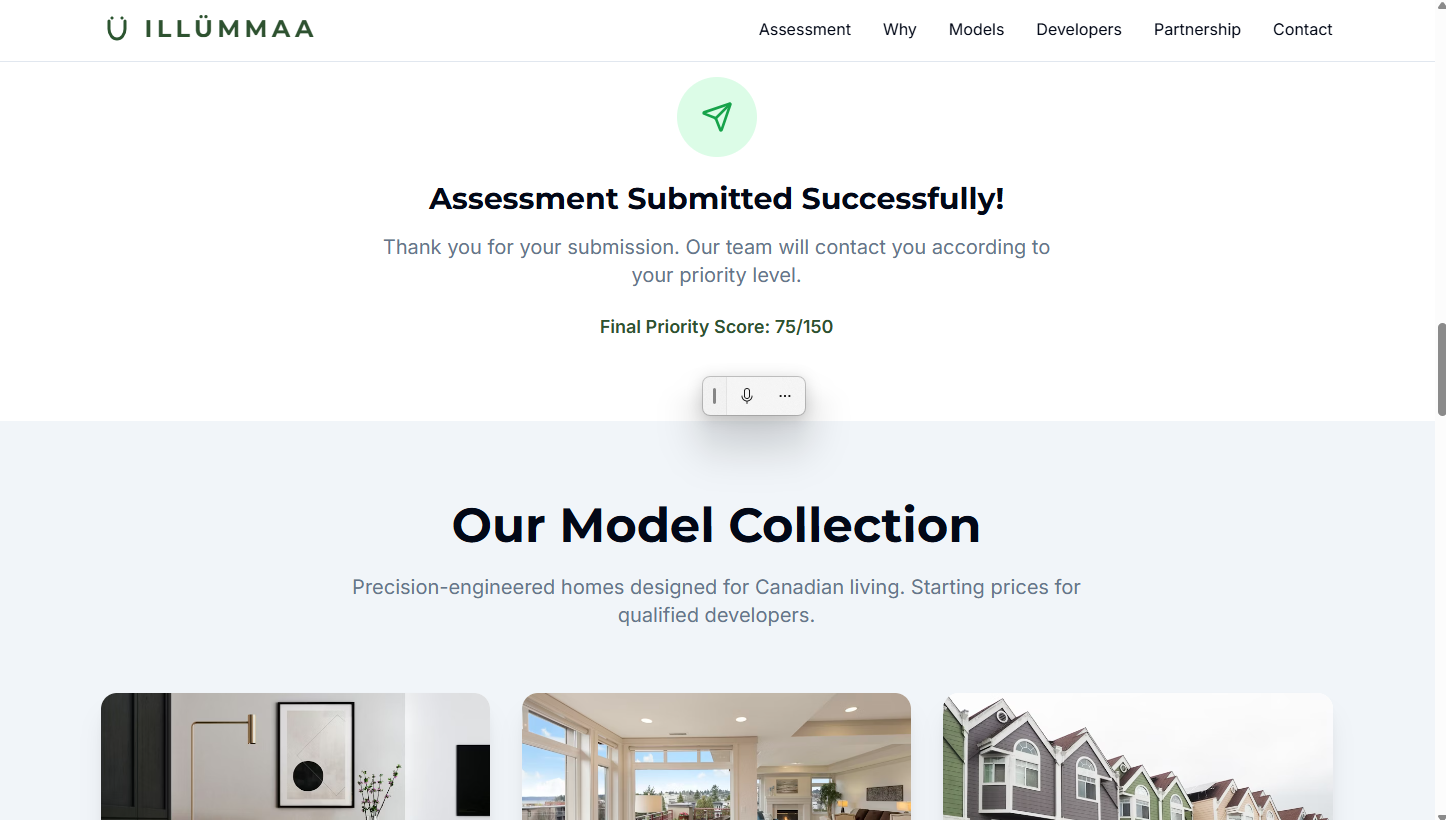 Ü ILLÜMMAA
Assessment Why Models Developers Partnership Contact
Assessment Submitted Successfully!
Thank you for your submission. Our team will contact you according to
your priority level.
Final Priority Score: 75/150
Our Model Collection
Precision-engineered homes designed for Canadian living. Starting prices for
qualified developers.